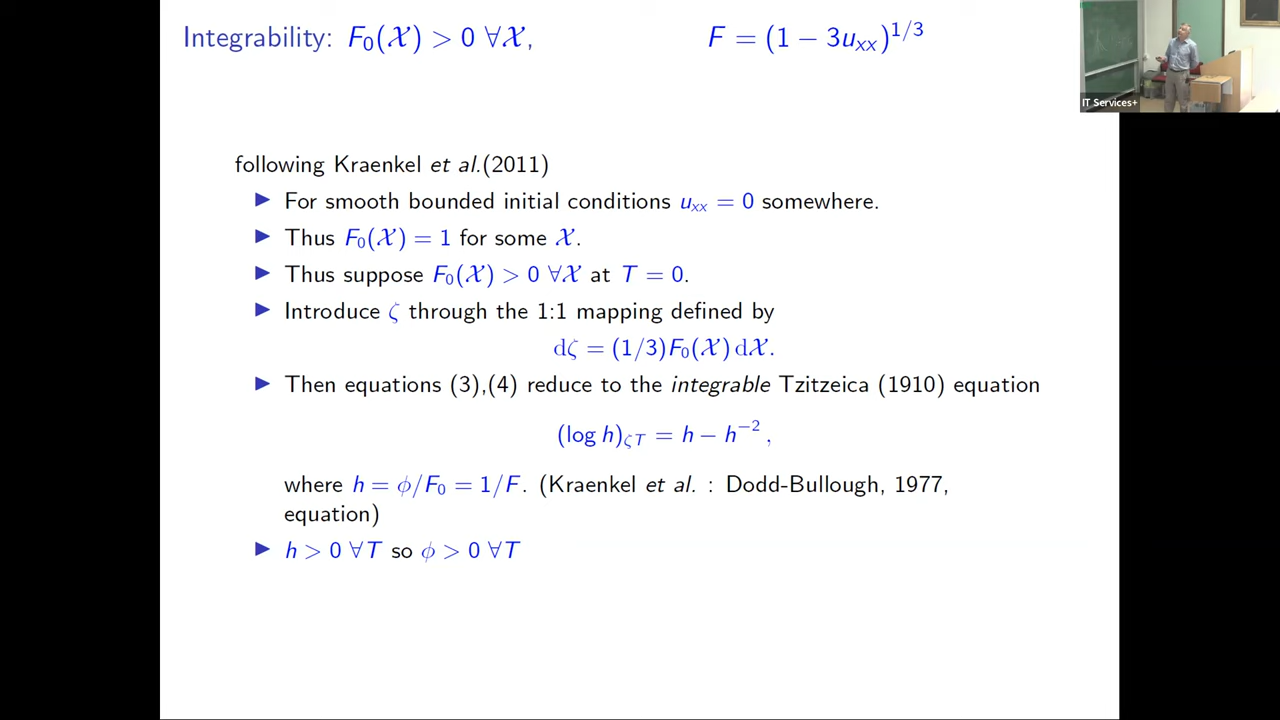 Integrability: F₀(𝒳) > 0 ∀𝒳, F = (1 − 3uₓₓ)^{1/3}
IT Services+
following Kraenkel et al.(2011)
▶ For smooth bounded initial conditions uₓₓ = 0 somewhere.
▶ Thus F₀(𝒳) = 1 for some 𝒳.
▶ Thus suppose F₀(𝒳) > 0 ∀𝒳 at T = 0.
▶ Introduce ζ through the 1:1 mapping defined by
dζ = (1/3)F₀(𝒳) d𝒳.
▶ Then equations (3),(4) reduce to the integrable Tzitzeica (1910) equation
(log h)_{ζT} = h − h^{−2} ,
where h = ϕ/F₀ = 1/F. (Kraenkel et al. : Dodd-Bullough, 1977,
equation)
▶ h > 0 ∀T so ϕ > 0 ∀T